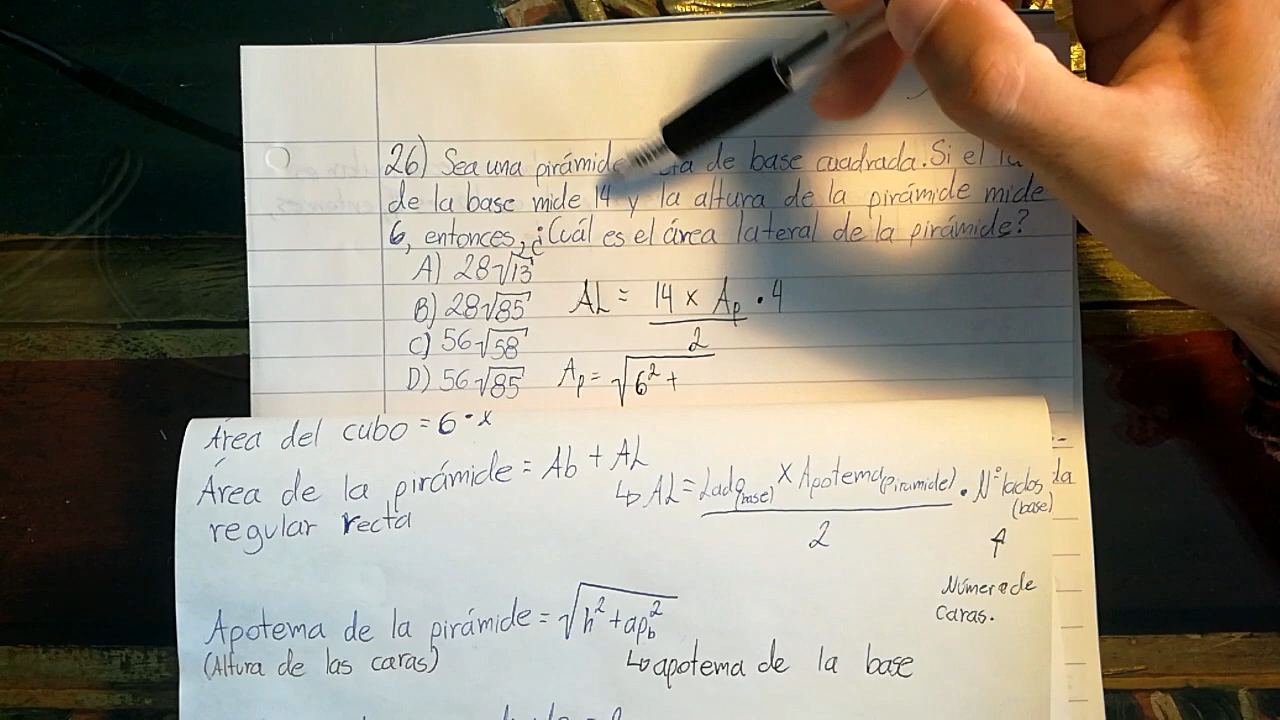 26) Sea una pirámide de base cuadrada. Si el
de la base mide 14 y la altura de la pirámide mide
6, entonces, ¿Cuál es el área lateral de la pirámide?
A) 28√13
B) 28√85
C) 56√58
D) 56√85
AL = (14 x Ap)/2 · 4
Ap = √(6² +
Área del cubo = 6 · x
Área de la pirámide = Ab + AL
regular recta
↳ AL = (Lado(base) x Apotema(piramide))/2 . N° lados (base)
↑
Número de
caras.
Apotema de la pirámide = √(h² + apb²)
(Altura de las caras)
↳ apotema de la base